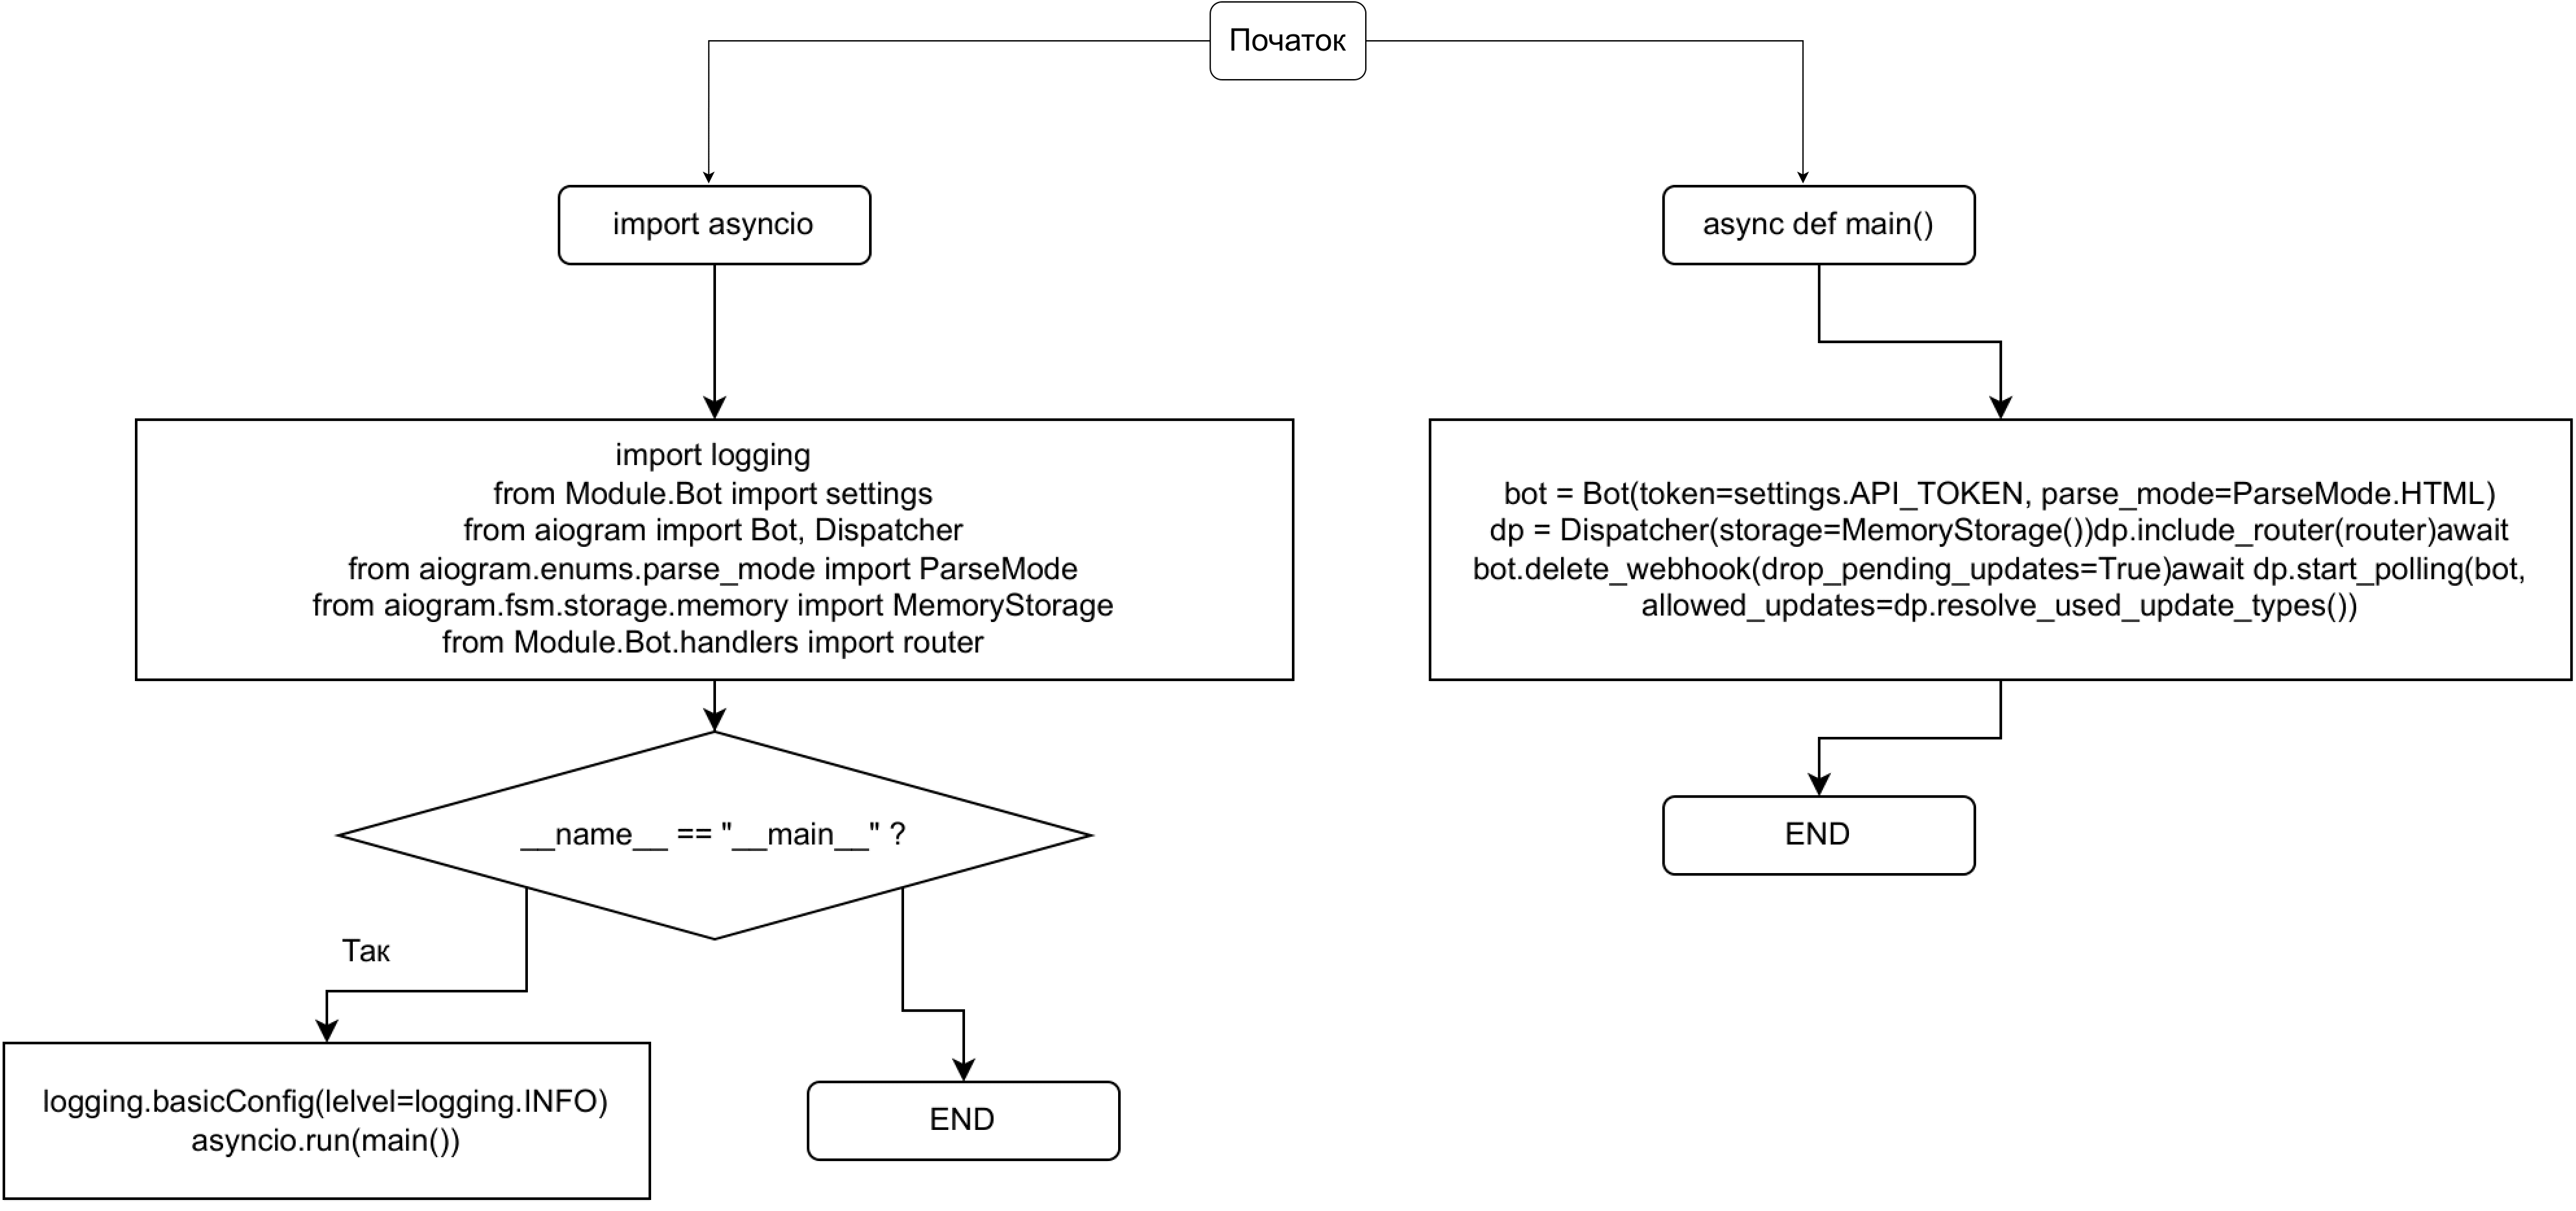 Початок
import asyncio
async def main()
import logging
from Module.Bot import settings
from aiogram import Bot, Dispatcher
from aiogram.enums.parse_mode import ParseMode
from aiogram.fsm.storage.memory import MemoryStorage
from Module.Bot.handlers import router
bot = Bot(token=settings.API_TOKEN, parse_mode=ParseMode.HTML)
dp = Dispatcher(storage=MemoryStorage())dp.include_router(router)await
bot.delete_webhook(drop_pending_updates=True)await dp.start_polling(bot,
allowed_updates=dp.resolve_used_update_types())
__name__ == "__main__" ?
END
Так
logging.basicConfig(lelvel=logging.INFO)
asyncio.run(main())
END